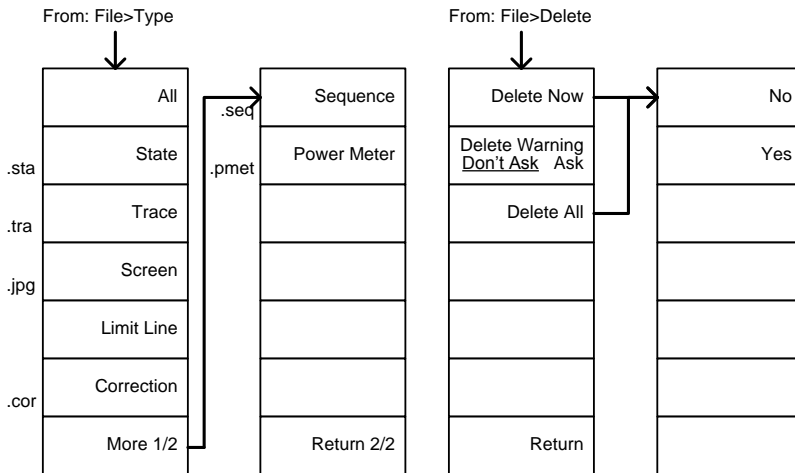 From: File>Type
All
.sta
State
.tra
Trace
.jpg
Screen
Limit Line
.cor
Correction
More 1/2
.seq
Sequence
.pmet
Power Meter
Return 2/2
From: File>Delete
Delete Now
Delete Warning
Don't Ask Ask
Delete All
Return
No
Yes